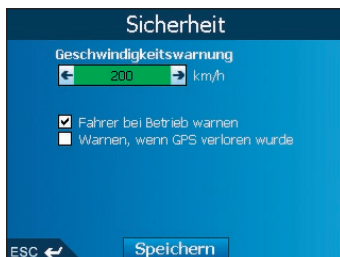 Sicherheit
Geschwindigkeitswarnung
200 km/h
Fahrer bei Betrieb warnen
Warnen, wenn GPS verloren wurde
ESC Speichern